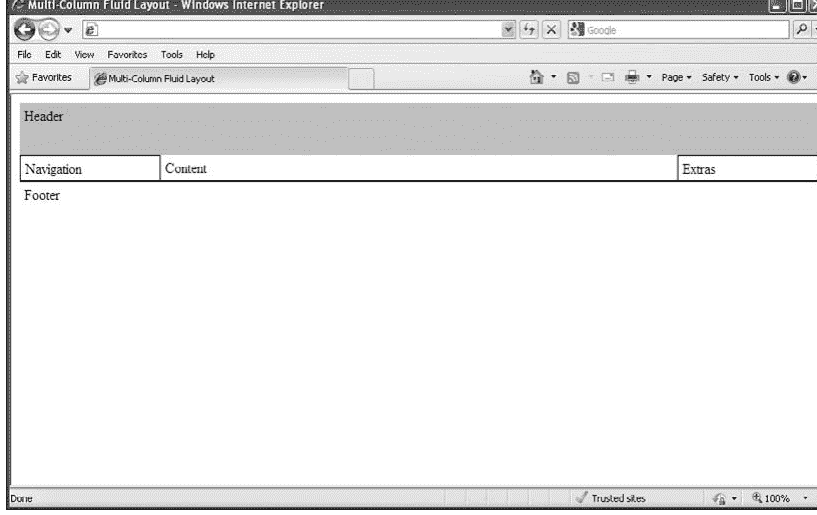 Multi-Column Fluid Layout - Windows Internet Explorer
Google
File Edit View Favorites Tools Help
Favorites Multi-Column Fluid Layout Page Safety Tools
Header
Navigation Content Extras
Footer
Done Trusted sites 100%